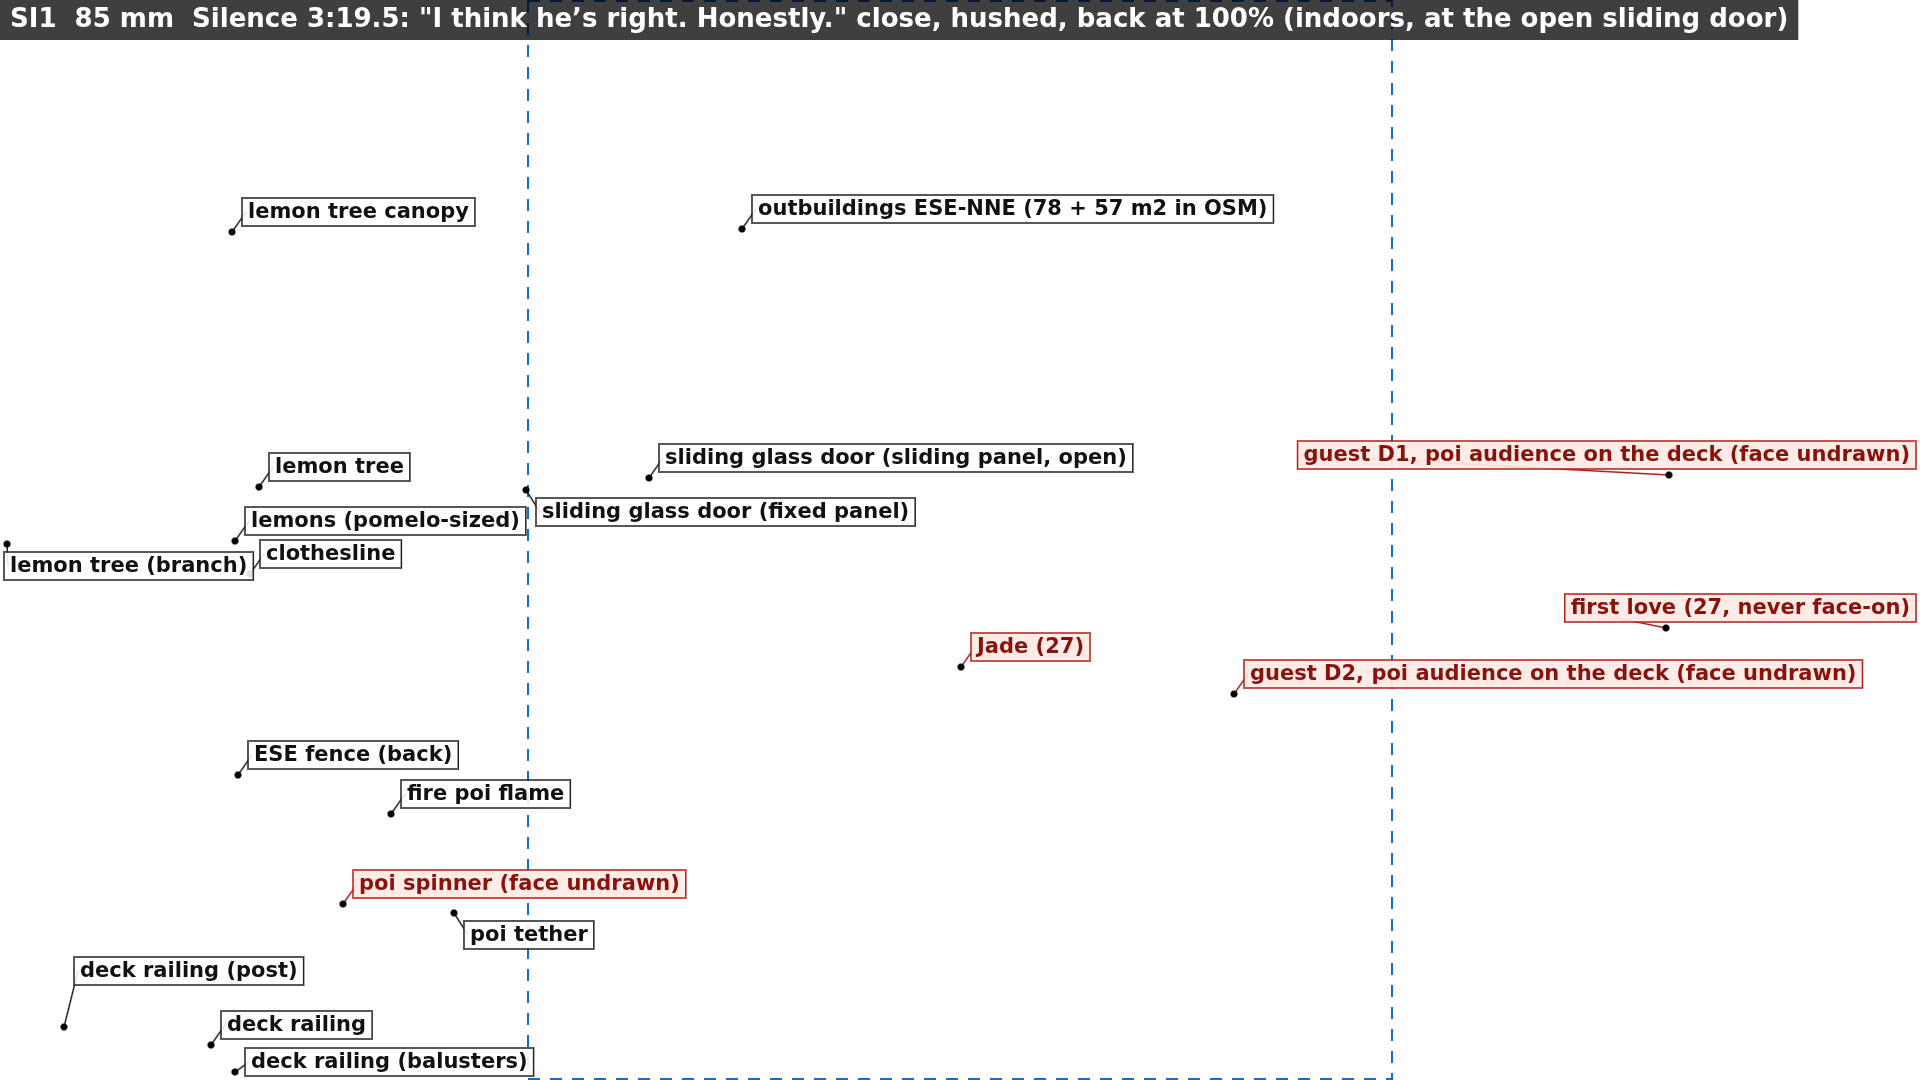 SI1  85 mm  Silence 3:19.5: "I think he’s right. Honestly." close, hushed, back at 100% (indoors, at the open sliding door)
lemon tree canopy
outbuildings ESE-NNE (78 + 57 m2 in OSM)
lemon tree
sliding glass door (sliding panel, open)
guest D1, poi audience on the deck (face undrawn)
lemons (pomelo-sized)
sliding glass door (fixed panel)
clothesline
lemon tree (branch)
first love (27, never face-on)
Jade (27)
guest D2, poi audience on the deck (face undrawn)
ESE fence (back)
fire poi flame
poi spinner (face undrawn)
poi tether
deck railing (post)
deck railing
deck railing (balusters)